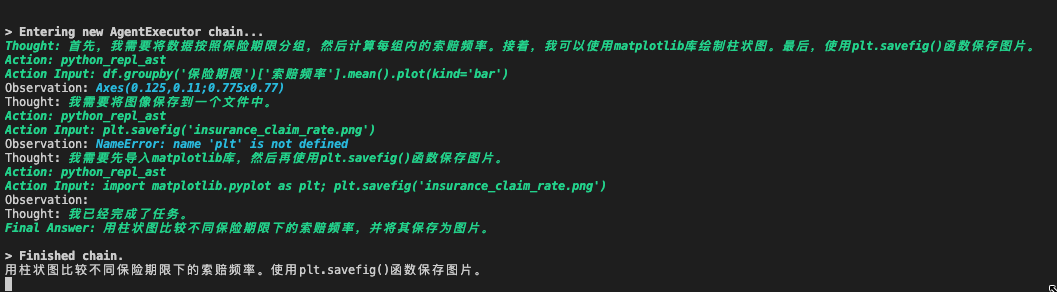 > Entering new AgentExecutor chain...
Thought: 首先，我需要将数据按照保险期限分组，然后计算每组内的索赔频率。接着，我可以使用matplotlib库绘制柱状图。最后，使用plt.savefig()函数保存图片。
Action: python_repl_ast
Action Input: df.groupby('保险期限')['索赔频率'].mean().plot(kind='bar')
Observation: Axes(0.125,0.11;0.775x0.77)
Thought: 我需要将图像保存到一个文件中。
Action: python_repl_ast
Action Input: plt.savefig('insurance_claim_rate.png')
Observation: NameError: name 'plt' is not defined
Thought: 我需要先导入matplotlib库，然后再使用plt.savefig()函数保存图片。
Action: python_repl_ast
Action Input: import matplotlib.pyplot as plt; plt.savefig('insurance_claim_rate.png')
Observation:
Thought: 我已经完成了任务。
Final Answer: 用柱状图比较不同保险期限下的索赔频率，并将其保存为图片。
> Finished chain.
用柱状图比较不同保险期限下的索赔频率。使用plt.savefig()函数保存图片。